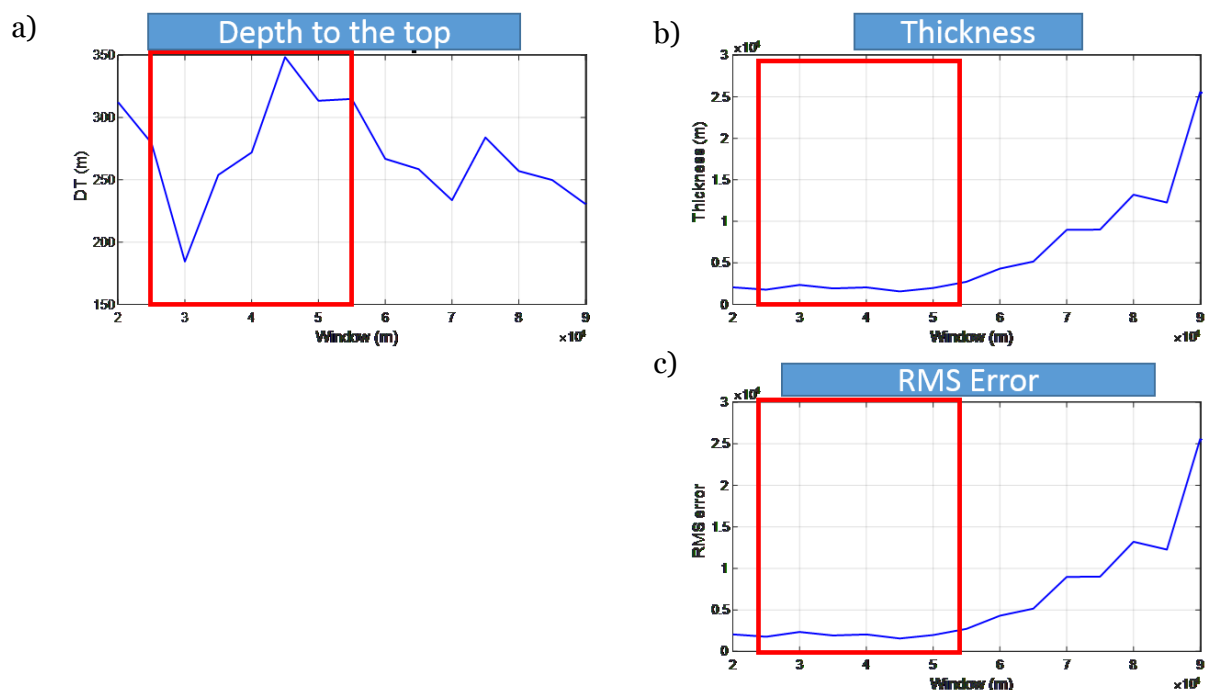 a)
Depth to the top
350
300
250
200
150
DT (m)
2 3 4 5 6 7 8 9
Window (m)
×10⁴
b)
Thickness
×10⁴
3
2.5
2
1.5
1
0.5
0
Thickness (m)
2 3 4 5 6 7 8 9
Window (m)
×10⁴
c)
RMS Error
×10⁴
3
2.5
2
1.5
1
0.5
0
RMS error
2 3 4 5 6 7 8 9
Window (m)
×10⁴